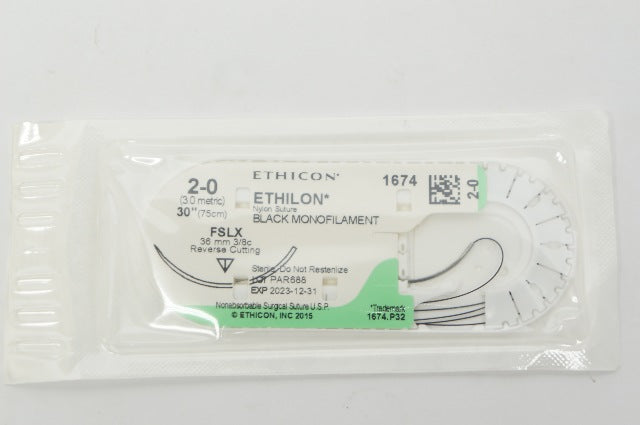 ETHICON*
2-0
(3.0 metric)
30" (75cm)
ETHILON*
Nylon Suture
BLACK MONOFILAMENT
1674
2-0
FSLX
36 mm 3/8c
Reverse Cutting
Sterile. Do Not Resterilize
LOT PAR688
EXP 2023-12-31
Nonabsorbable Surgical Suture U.S.P.
© ETHICON, INC 2015
*Trademark
1674.P32